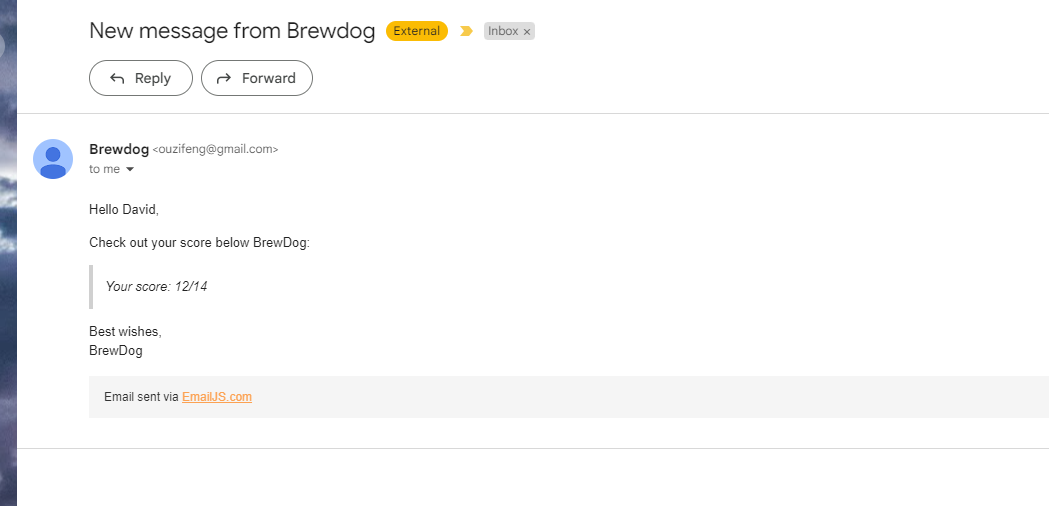 New message from Brewdog External Inbox ×
Reply Forward
Brewdog <ouzifeng@gmail.com>
to me
Hello David,
Check out your score below BrewDog:
Your score: 12/14
Best wishes,
BrewDog
Email sent via EmailJS.com